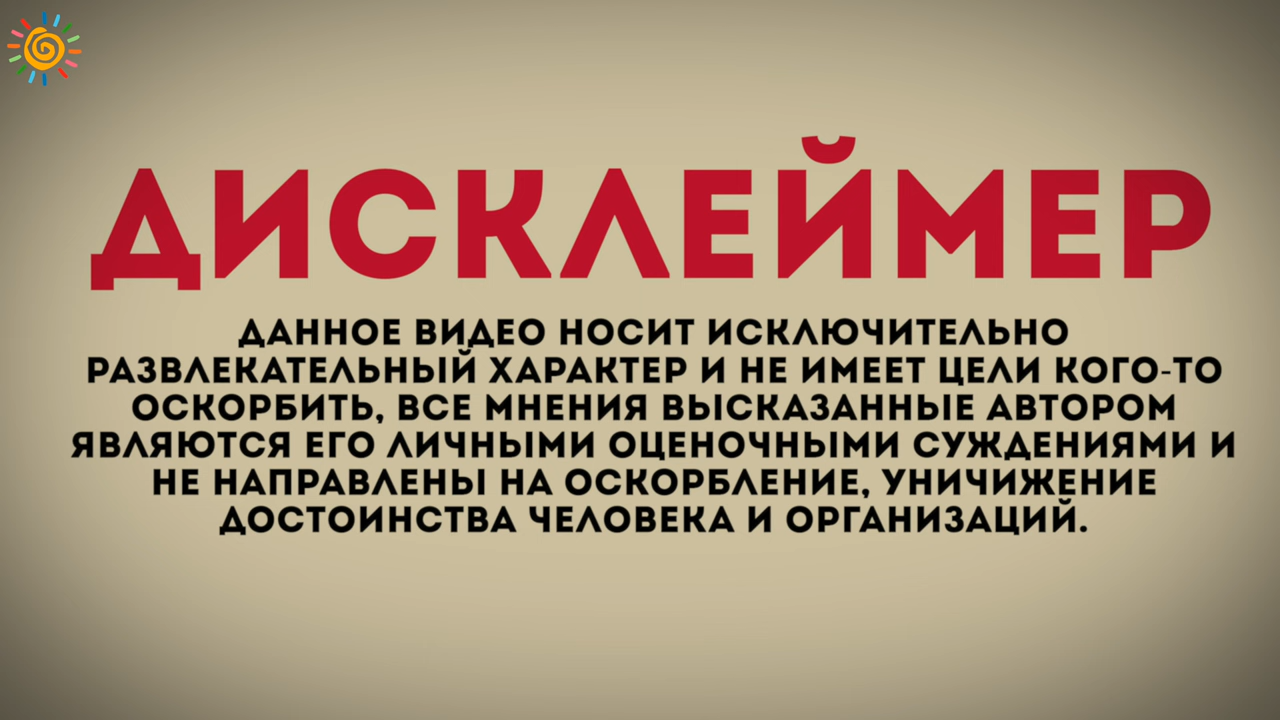 ДИСКЛЕЙМЕР
ДАННОЕ ВИДЕО НОСИТ ИСКЛЮЧИТЕЛЬНО
РАЗВЛЕКАТЕЛЬНЫЙ ХАРАКТЕР И НЕ ИМЕЕТ ЦЕЛИ КОГО-ТО
ОСКОРБИТЬ, ВСЕ МНЕНИЯ ВЫСКАЗАННЫЕ АВТОРОМ
ЯВЛЯЮТСЯ ЕГО ЛИЧНЫМИ ОЦЕНОЧНЫМИ СУЖДЕНИЯМИ И
НЕ НАПРАВЛЕНЫ НА ОСКОРБЛЕНИЕ, УНИЧИЖЕНИЕ
ДОСТОИНСТВА ЧЕЛОВЕКА И ОРГАНИЗАЦИЙ.